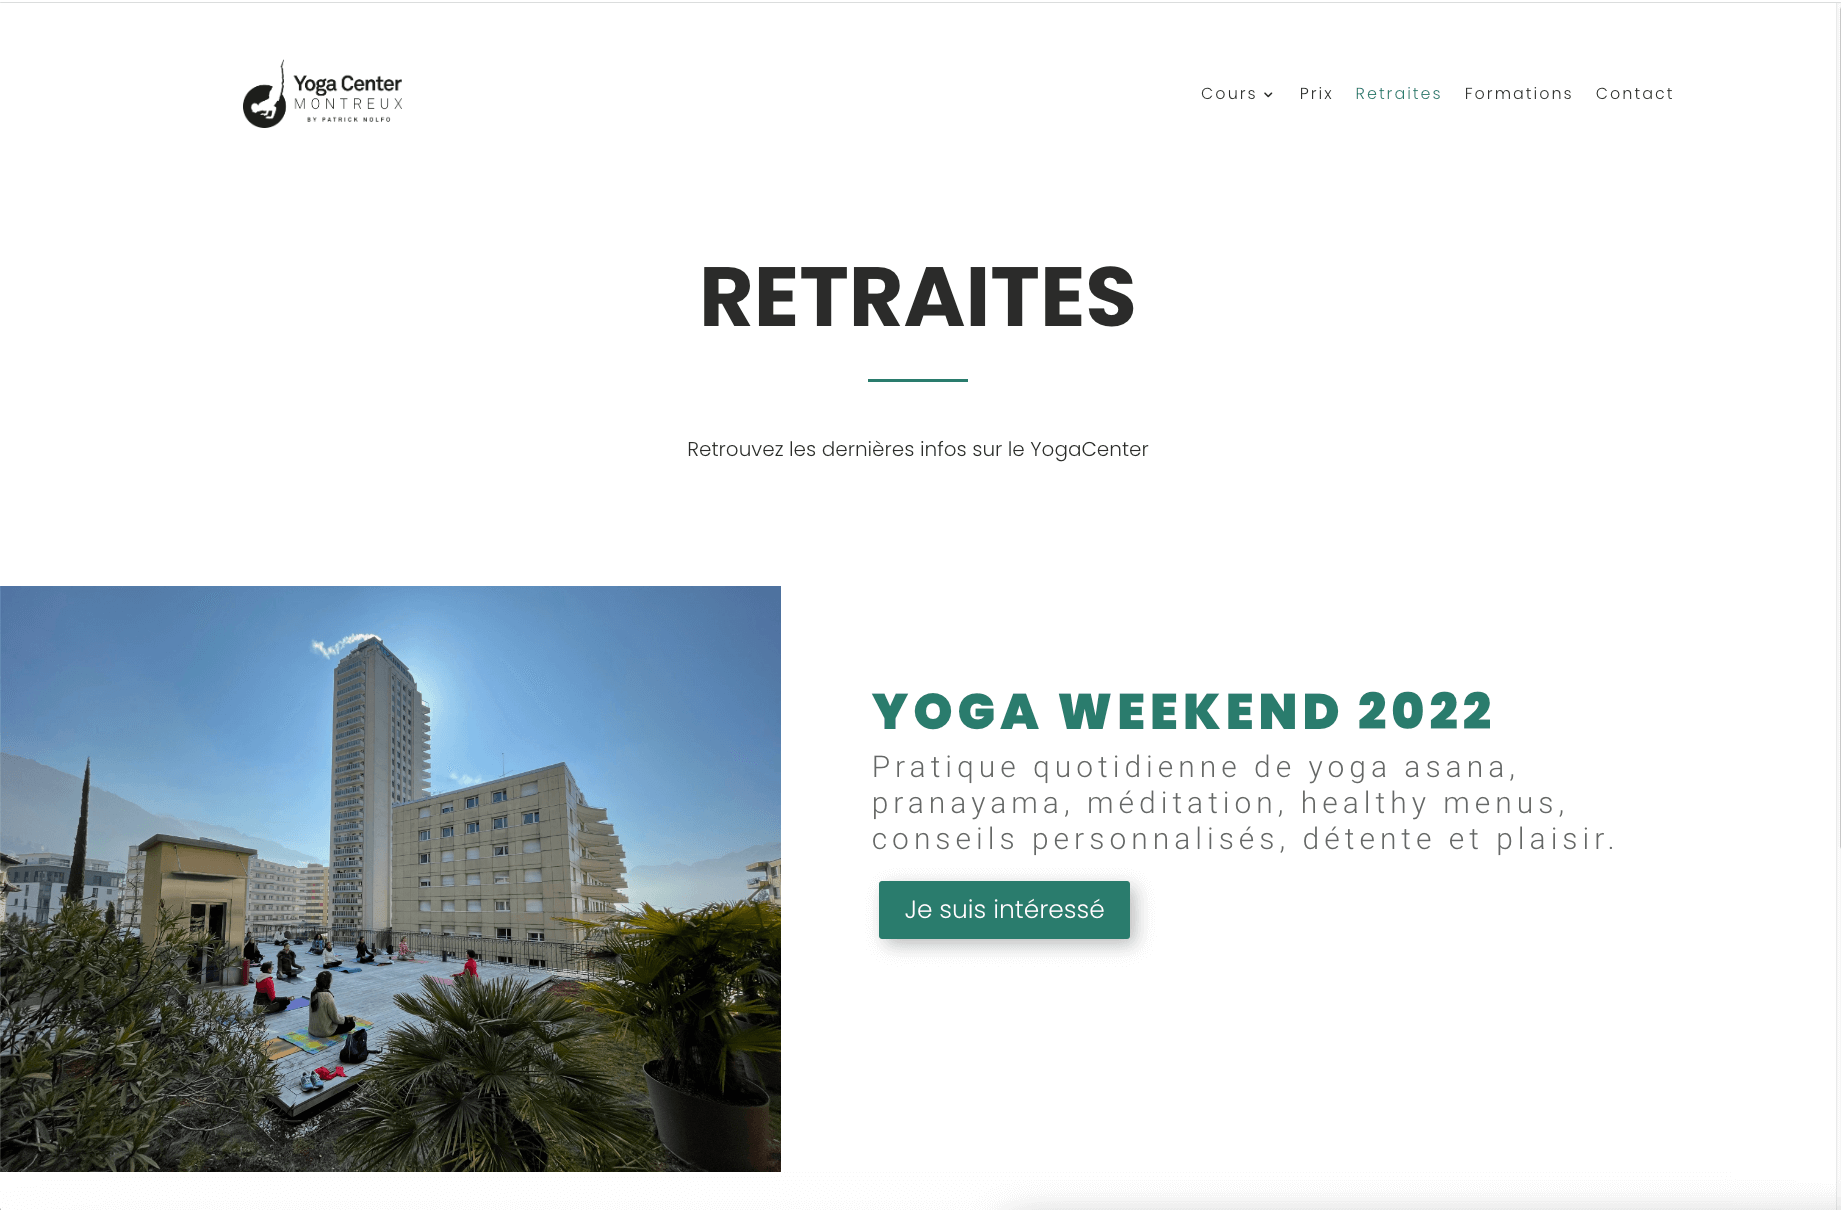 Yoga Center
MONTREUX
BY PATRICK NOLFO
Cours Prix Retraites Formations Contact
RETRAITES
Retrouvez les dernières infos sur le YogaCenter
YOGA WEEKEND 2022
Pratique quotidienne de yoga asana,
pranayama, méditation, healthy menus,
conseils personnalisés, détente et plaisir.
Je suis intéressé